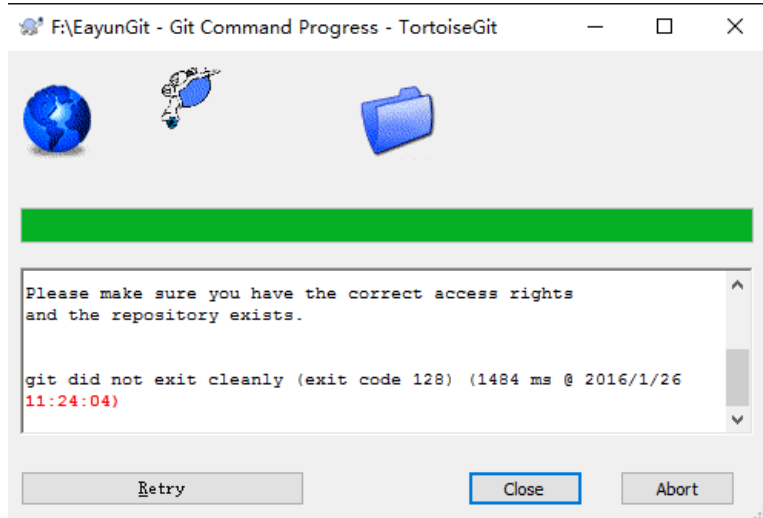 F:\EayunGit - Git Command Progress - TortoiseGit
Please make sure you have the correct access rights
and the repository exists.
git did not exit cleanly (exit code 128) (1484 ms @ 2016/1/26
11:24:04)
Retry
Close
Abort